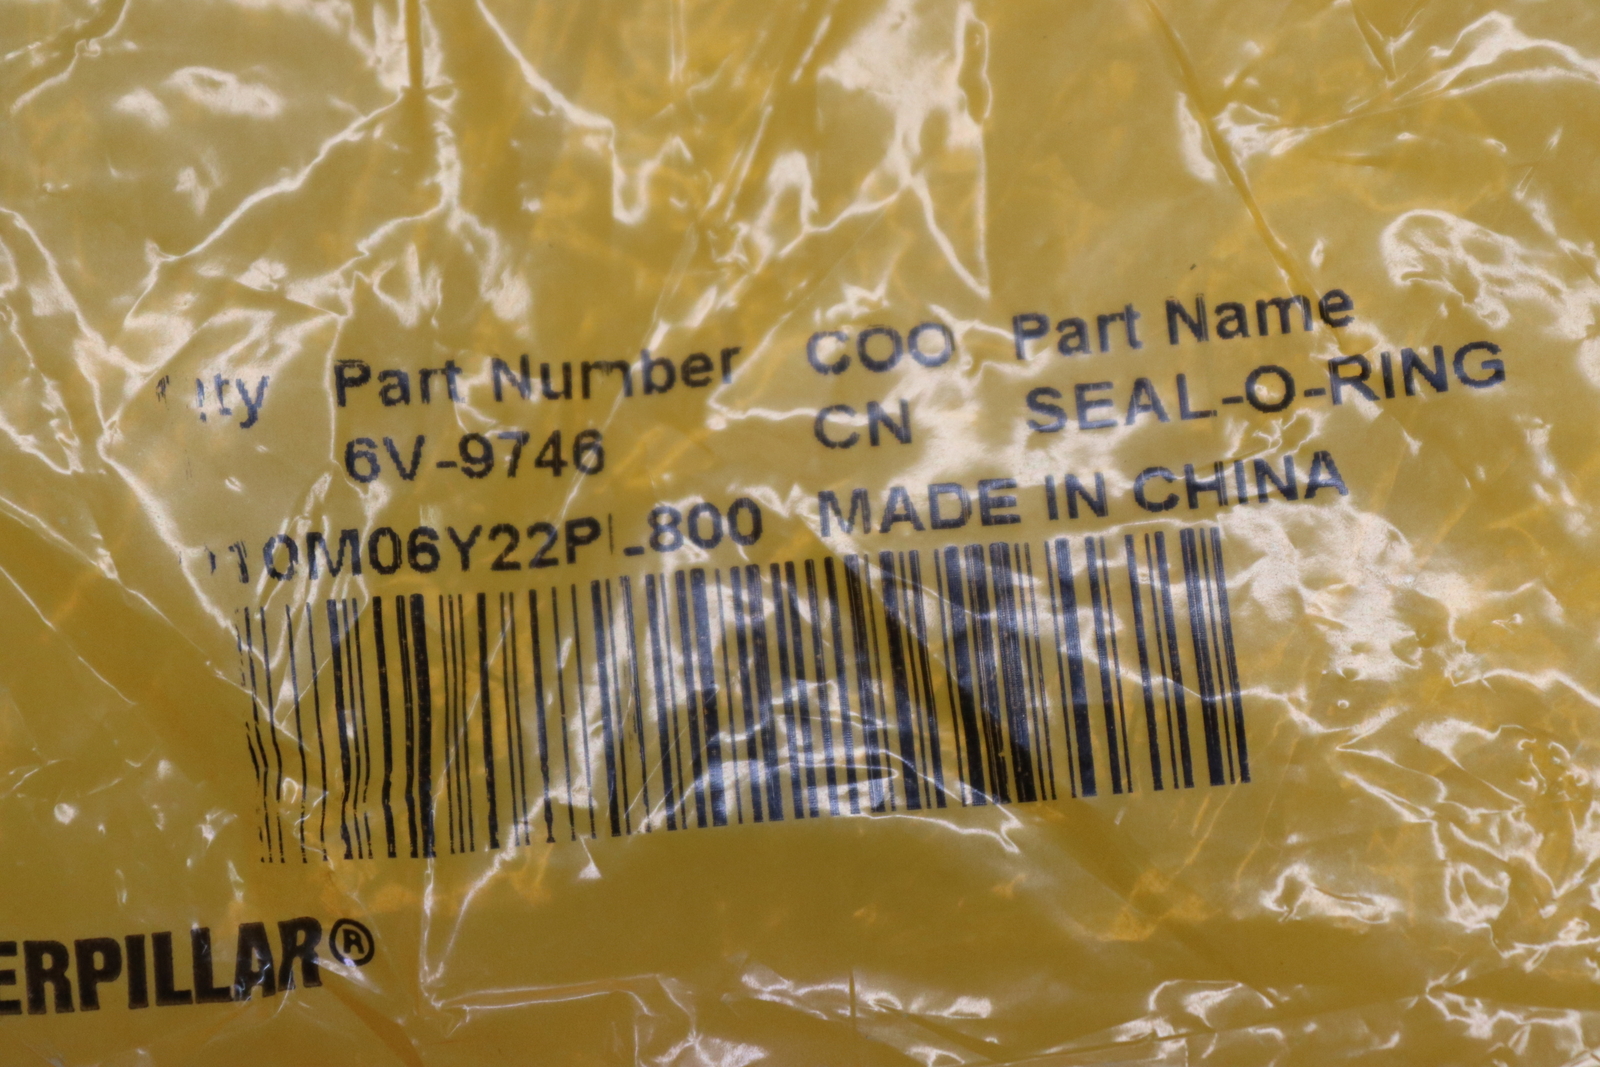 Part Number COO Part Name
6V-9746 CN SEAL-O-RING
MADE IN CHINA
ERPILLAR®